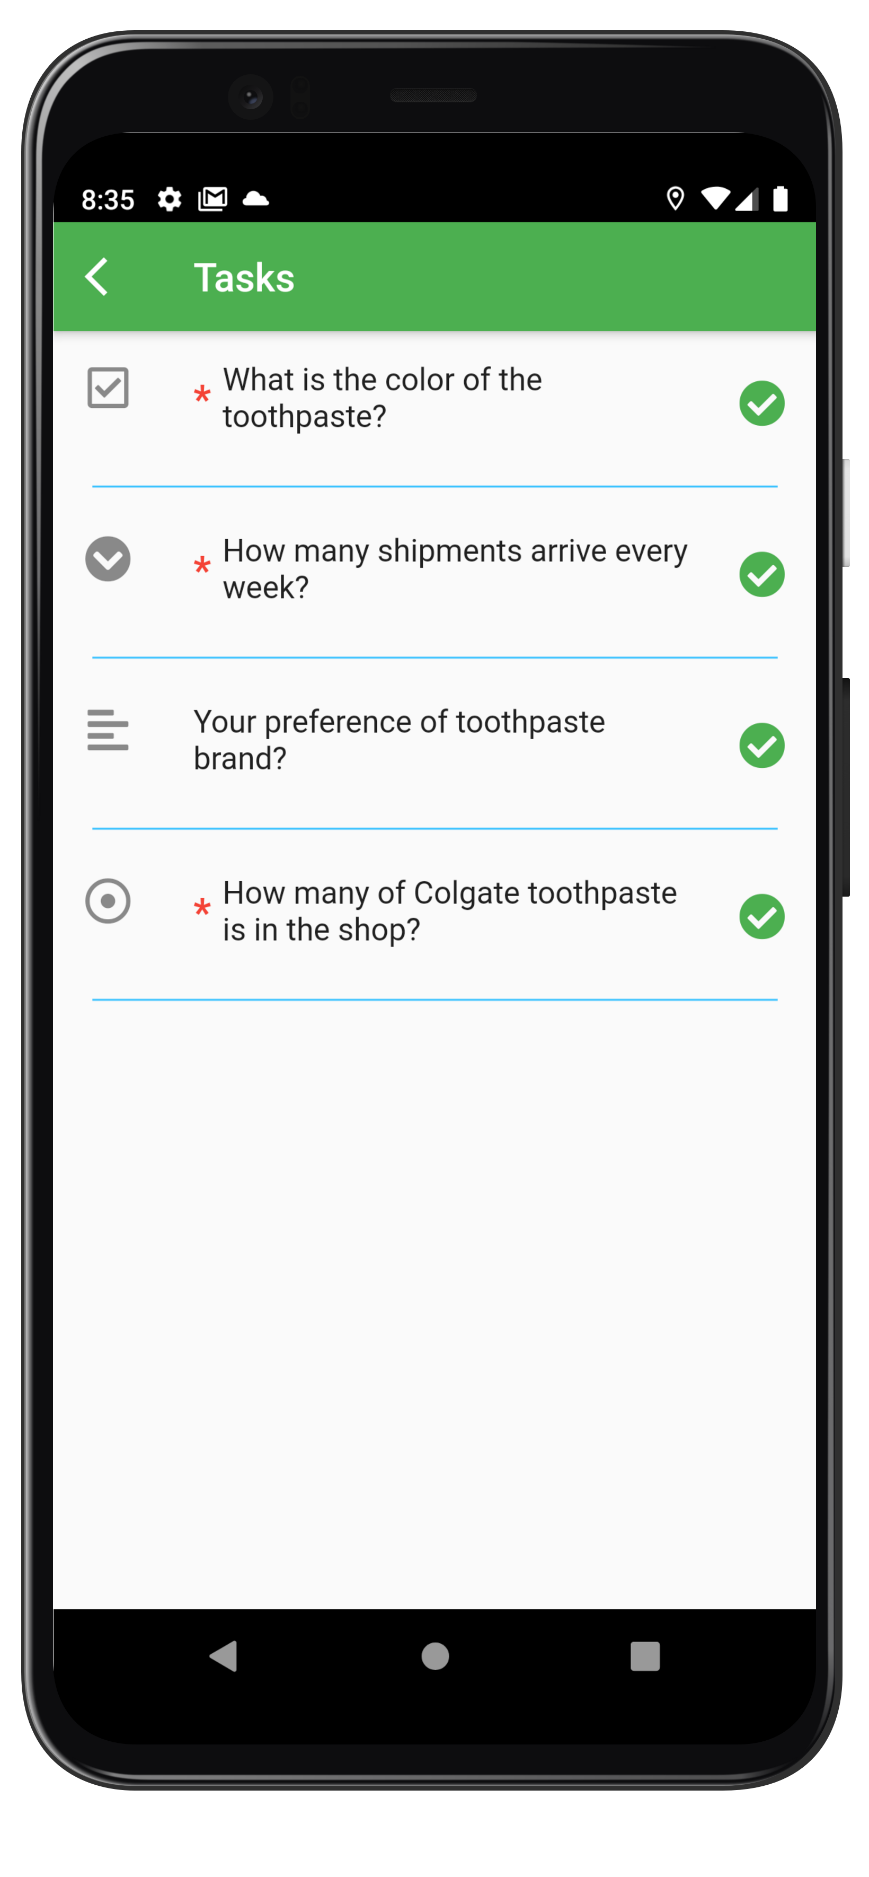 8:35
Tasks
* What is the color of the
toothpaste?
* How many shipments arrive every
week?
Your preference of toothpaste
brand?
* How many of Colgate toothpaste
is in the shop?